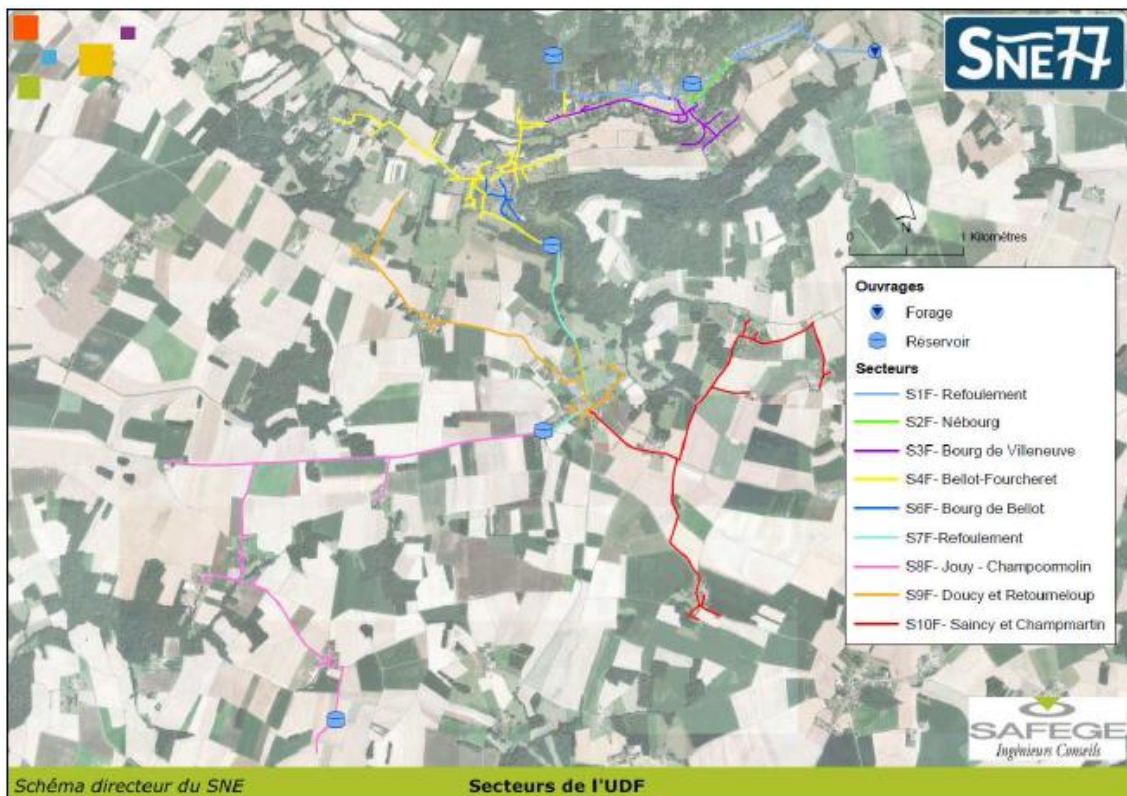 SNE77
N
0 1 Kilomètres
Ouvrages
Forage
Réservoir
Secteurs
S1F- Refoulement
S2F- Nébourg
S3F- Bourg de Villeneuve
S4F- Bellot-Fourcheret
S6F- Bourg de Bellot
S7F-Refoulement
S8F- Jouy - Champcormolin
S9F- Doucy et Retourneloup
S10F- Saincy et Champmartin
SAFEGE
Ingénieurs Conseils
Schéma directeur du SNE
Secteurs de l'UDF